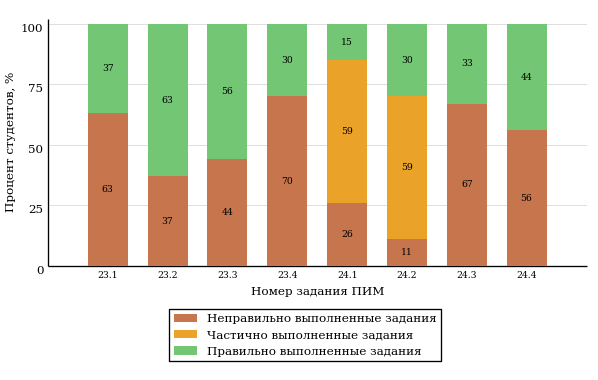 Процент студентов, %
100
75
50
25
0
37 63 56 30 15 30 33 44
59 59
63 37 44 70 26 11 67 56
23.1 23.2 23.3 23.4 24.1 24.2 24.3 24.4
Номер задания ПИМ
Неправильно выполненные задания
Частично выполненные задания
Правильно выполненные задания